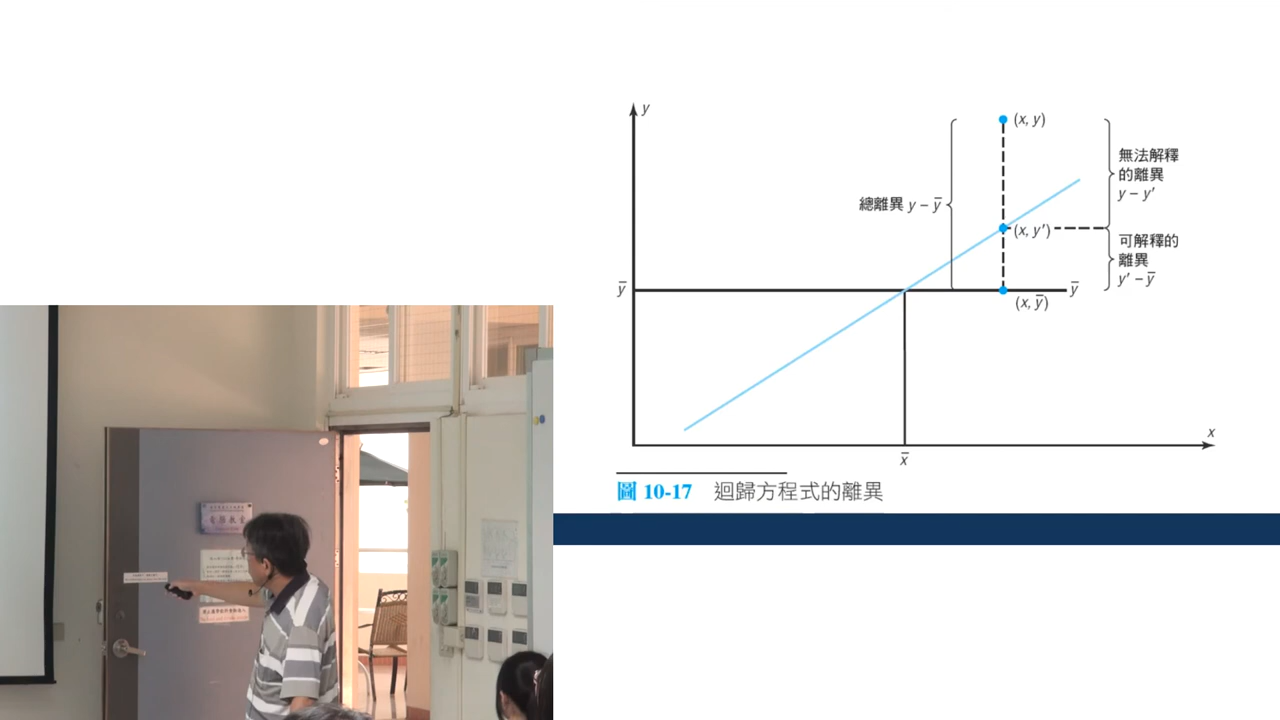 y
(x, y)
無法解釋
的離異
y − y′
總離異 y − ȳ
(x, y′)
可解釋的
離異
y′ − ȳ
ȳ
ȳ
(x, ȳ)
x
x̄
圖 10-17 迴歸方程式的離異